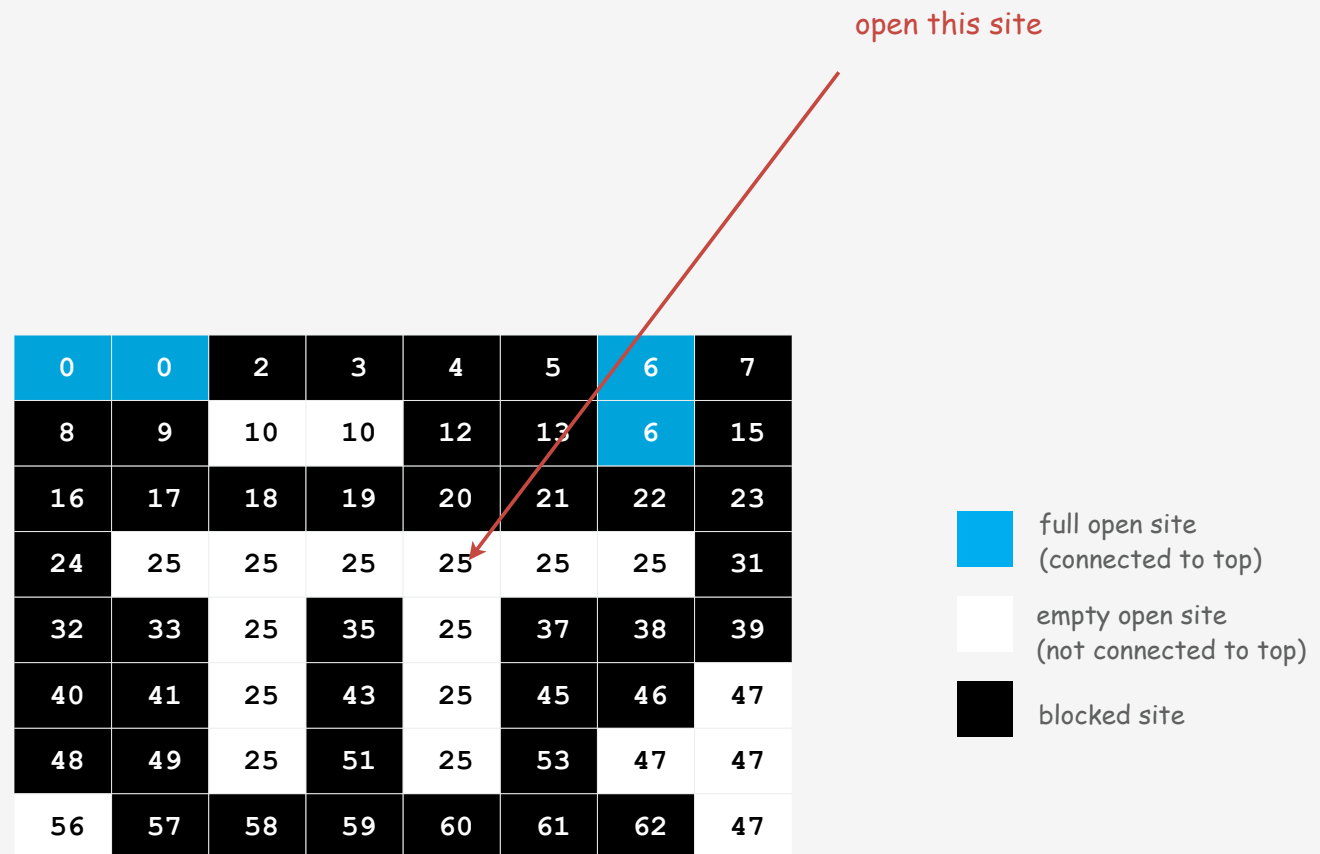 open this site
0 0 2 3 4 5 6 7
8 9 10 10 12 13 6 15
16 17 18 19 20 21 22 23
24 25 25 25 25 25 25 31
32 33 25 35 25 37 38 39
40 41 25 43 25 45 46 47
48 49 25 51 25 53 47 47
56 57 58 59 60 61 62 47
full open site
(connected to top)
empty open site
(not connected to top)
blocked site